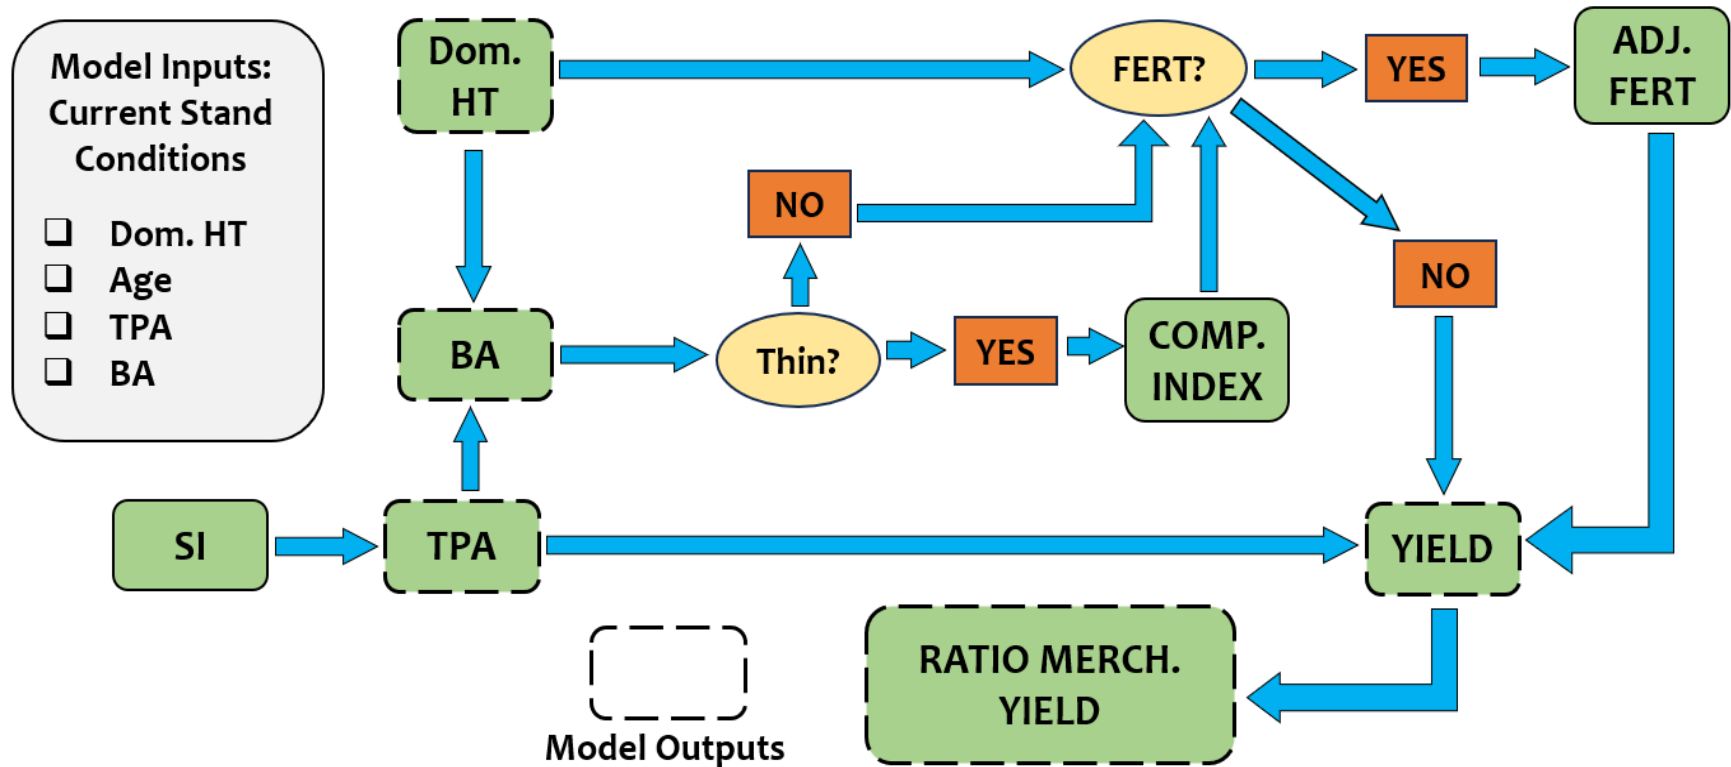 Model Inputs:
Current Stand
Conditions
Dom. HT
Age
TPA
BA
Dom.
HT
FERT?
YES
ADJ.
FERT
NO
NO
BA
Thin?
YES
COMP.
INDEX
SI
TPA
YIELD
RATIO MERCH.
YIELD
Model Outputs